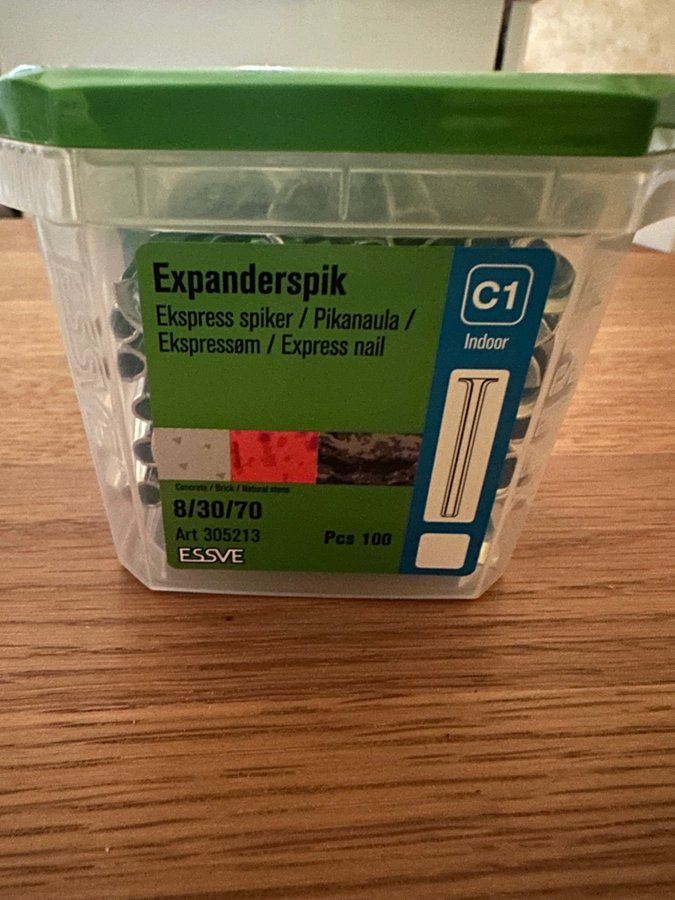 Expanderspik
Ekspress spiker / Pikanaula /
Ekspressøm / Express nail
C1
Indoor
Concrete / Brick / Natural stone
8/30/70
Art 305213
Pcs 100
ESSVE